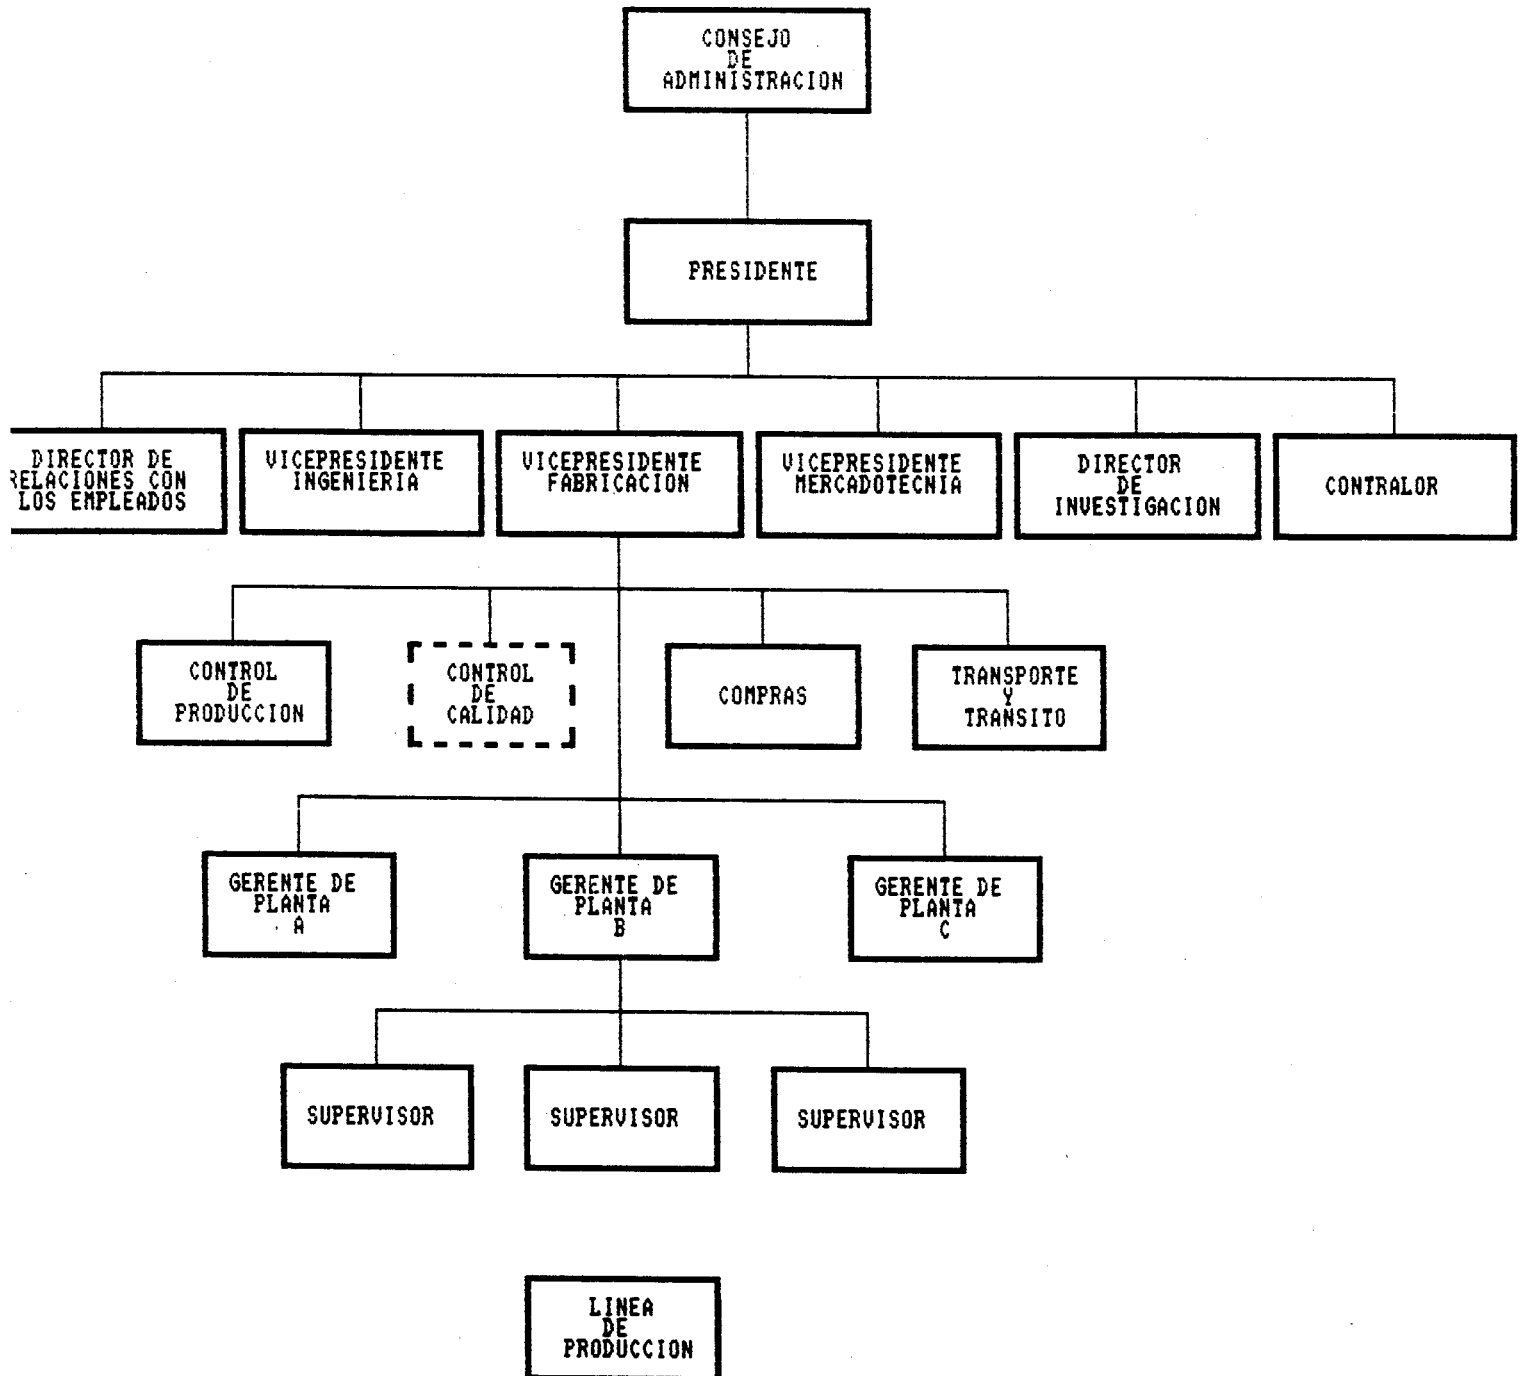 CONSEJO
DE
ADMINISTRACION
PRESIDENTE
DIRECTOR DE
RELACIONES CON
LOS EMPLEADOS
VICEPRESIDENTE
INGENIERIA
VICEPRESIDENTE
FABRICACION
VICEPRESIDENTE
MERCADOTECNIA
DIRECTOR
DE
INVESTIGACION
CONTRALOR
CONTROL
DE
PRODUCCION
CONTROL
DE
CALIDAD
COMPRAS
TRANSPORTE
Y
TRANSITO
GERENTE DE
PLANTA
A
GERENTE DE
PLANTA
B
GERENTE DE
PLANTA
C
SUPERVISOR
SUPERVISOR
SUPERVISOR
LINEA
DE
PRODUCCION